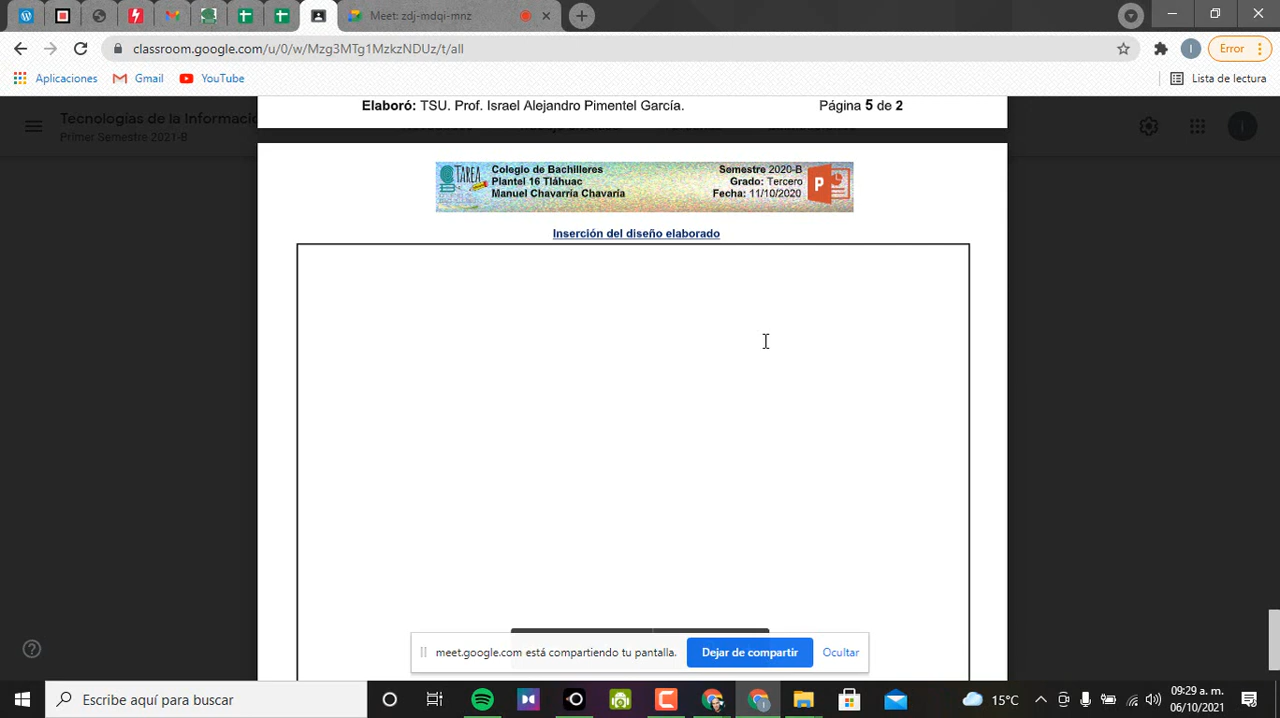 Meet: zdj-mdqi-mnz
classroom.google.com/u/0/w/Mzg3MTg1MzkzNDUz/t/all
I
Error
Aplicaciones
Gmail
YouTube
Lista de lectura
Tecnologías de la Informació
Primer Semestre 2021-B
I
Elaboró: TSU. Prof. Israel Alejandro Pimentel García.
Página 5 de 2
TAREA
Colegio de Bachilleres
Plantel 16 Tláhuac
Manuel Chavarría Chavaría
Semestre 2020-B
Grado: Tercero
Fecha: 11/10/2020
P
Inserción del diseño elaborado
meet.google.com está compartiendo tu pantalla.
Dejar de compartir
Ocultar
Escribe aquí para buscar
15°C
09:29 a. m.
06/10/2021